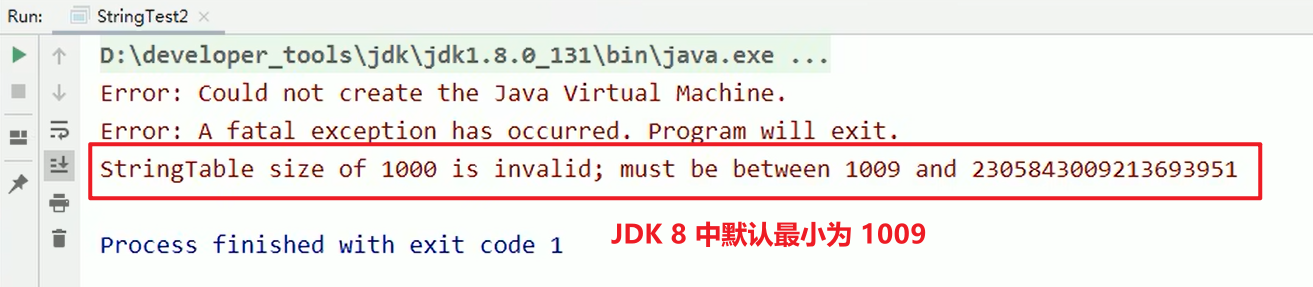 Run: StringTest2
D:\developer_tools\jdk\jdk1.8.0_131\bin\java.exe ...
Error: Could not create the Java Virtual Machine.
Error: A fatal exception has occurred. Program will exit.
StringTable size of 1000 is invalid; must be between 1009 and 2305843009213693951
JDK 8 中默认最小为 1009
Process finished with exit code 1